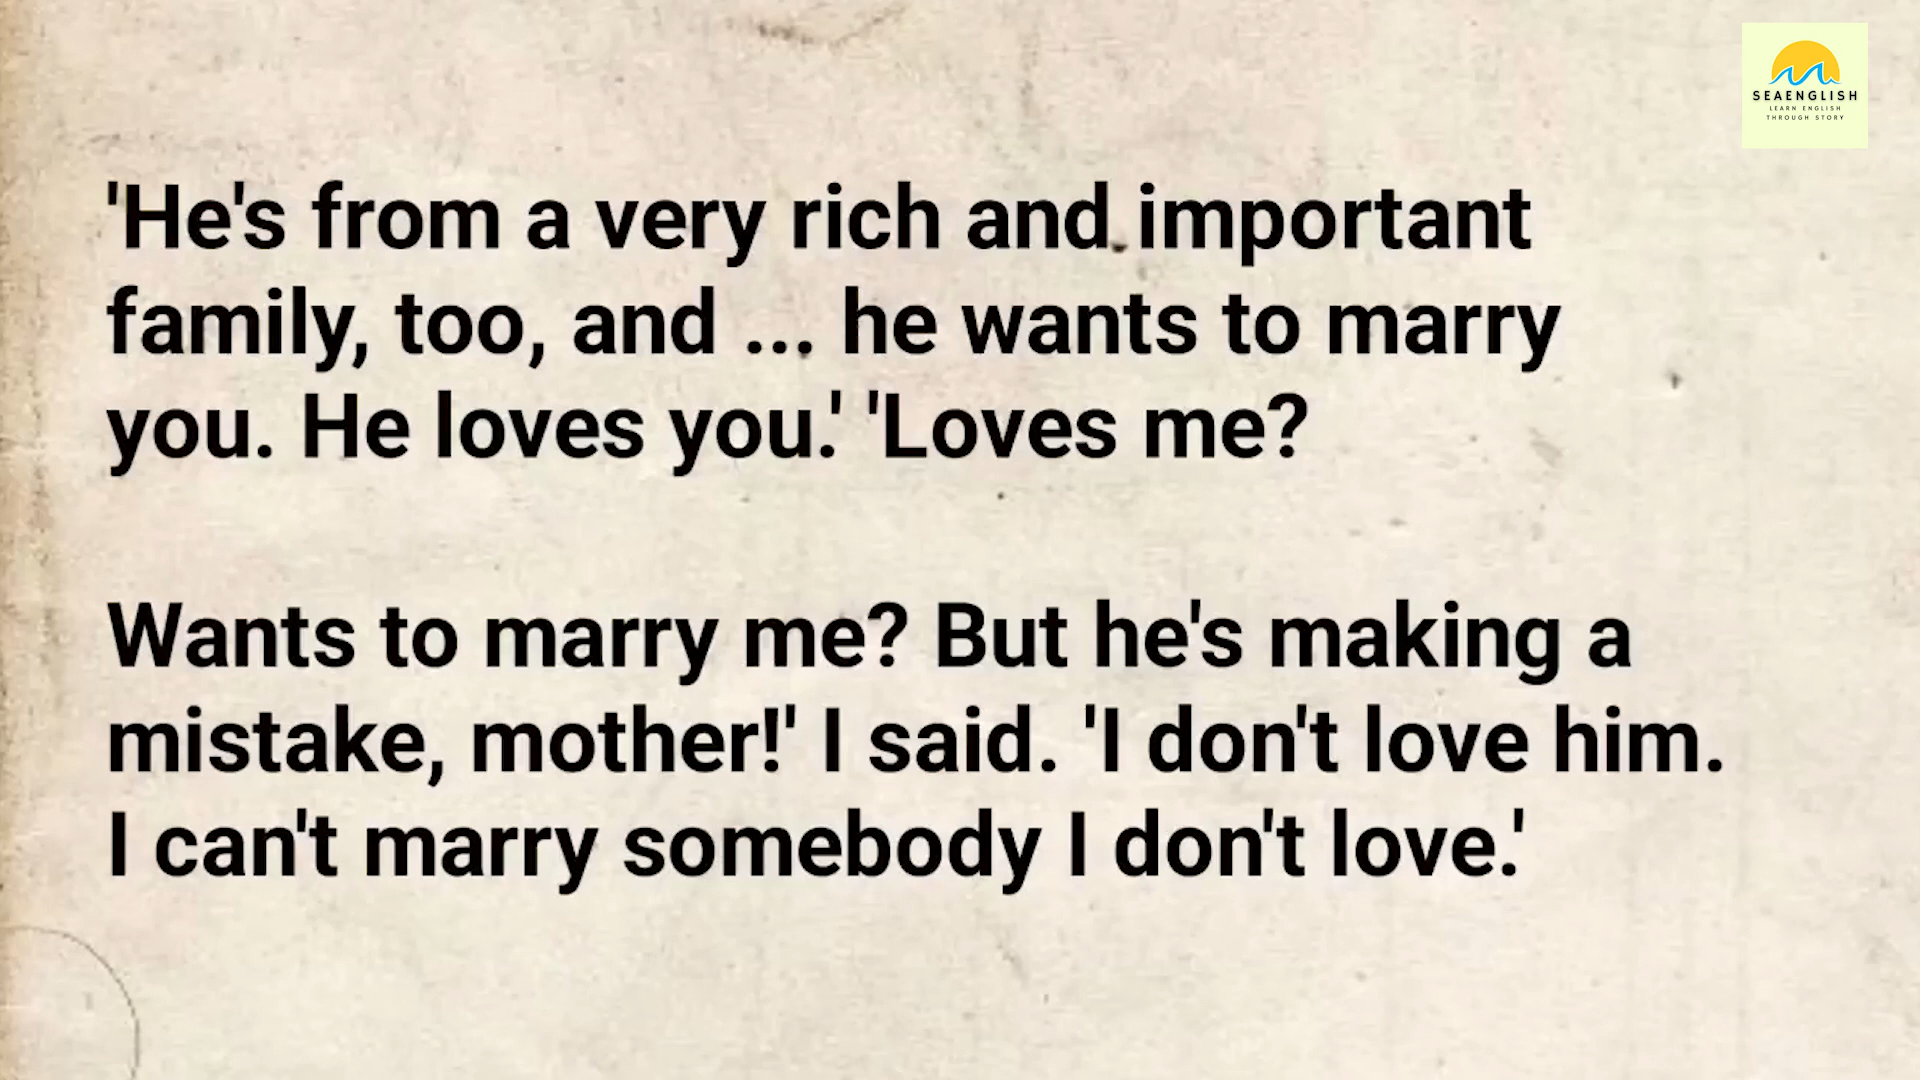 SEAENGLISH
LEARN ENGLISH
THROUGH STORY
'He's from a very rich and important
family, too, and ... he wants to marry
you. He loves you.' 'Loves me?
Wants to marry me? But he's making a
mistake, mother!' I said. 'I don't love him.
I can't marry somebody I don't love.'